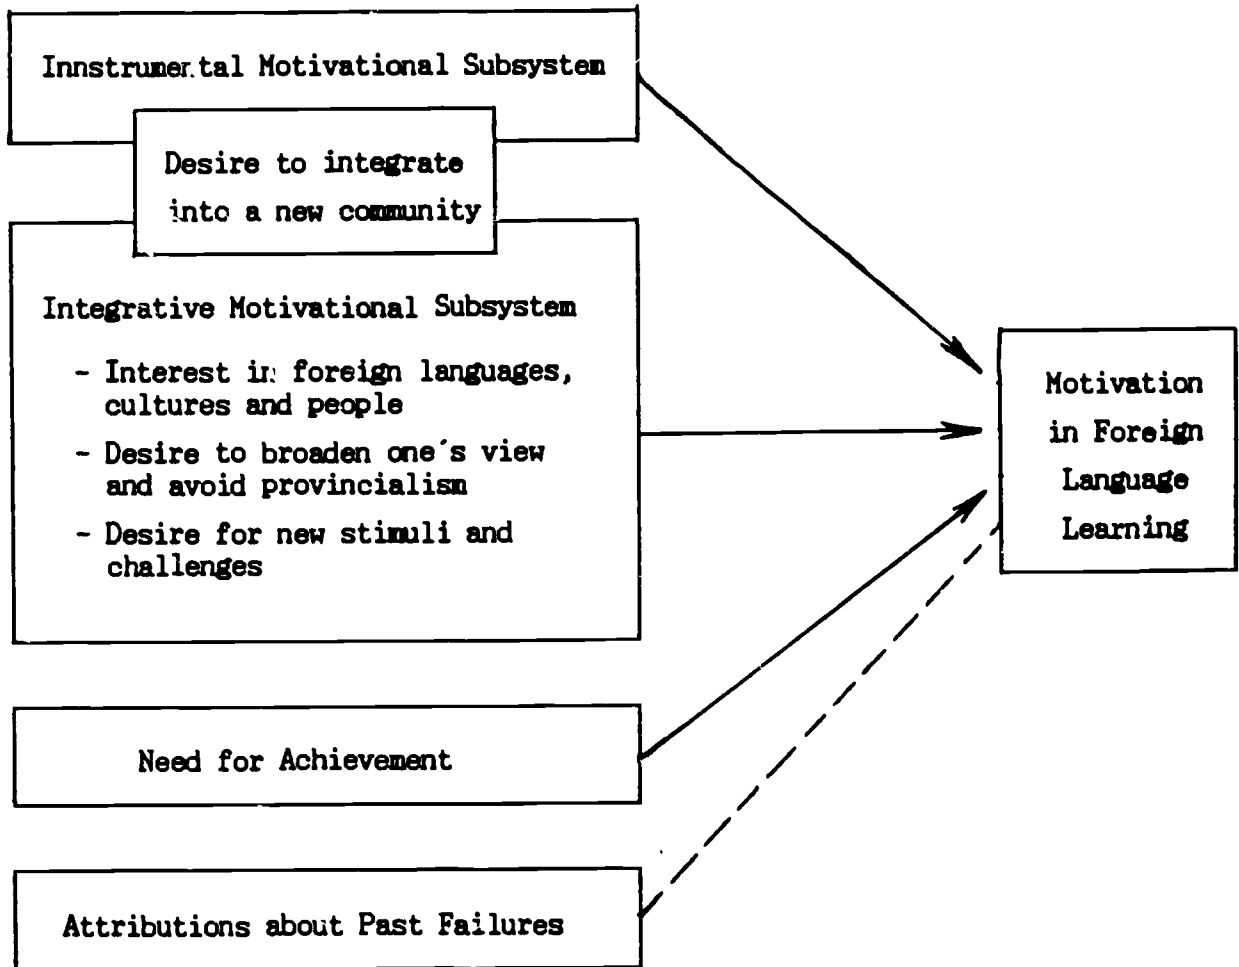 Innstrumer.tal Motivational Subsystem
Desire to integrate
into a new community
Integrative Motivational Subsystem
- Interest in foreign languages,
cultures and people
- Desire to broaden one's view
and avoid provincialism
- Desire for new stimuli and
challenges
Need for Achievement
Attributions about Past Failures
Motivation
in Foreign
Language
Learning